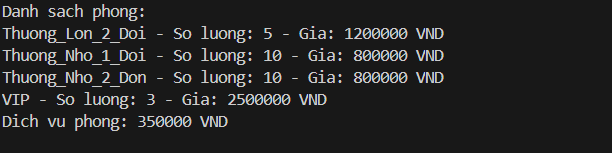 Danh sach phong:
Thuong_Lon_2_Doi - So luong: 5 - Gia: 1200000 VND
Thuong_Nho_1_Doi - So luong: 10 - Gia: 800000 VND
Thuong_Nho_2_Don - So luong: 10 - Gia: 800000 VND
VIP - So luong: 3 - Gia: 2500000 VND
Dich vu phong: 350000 VND